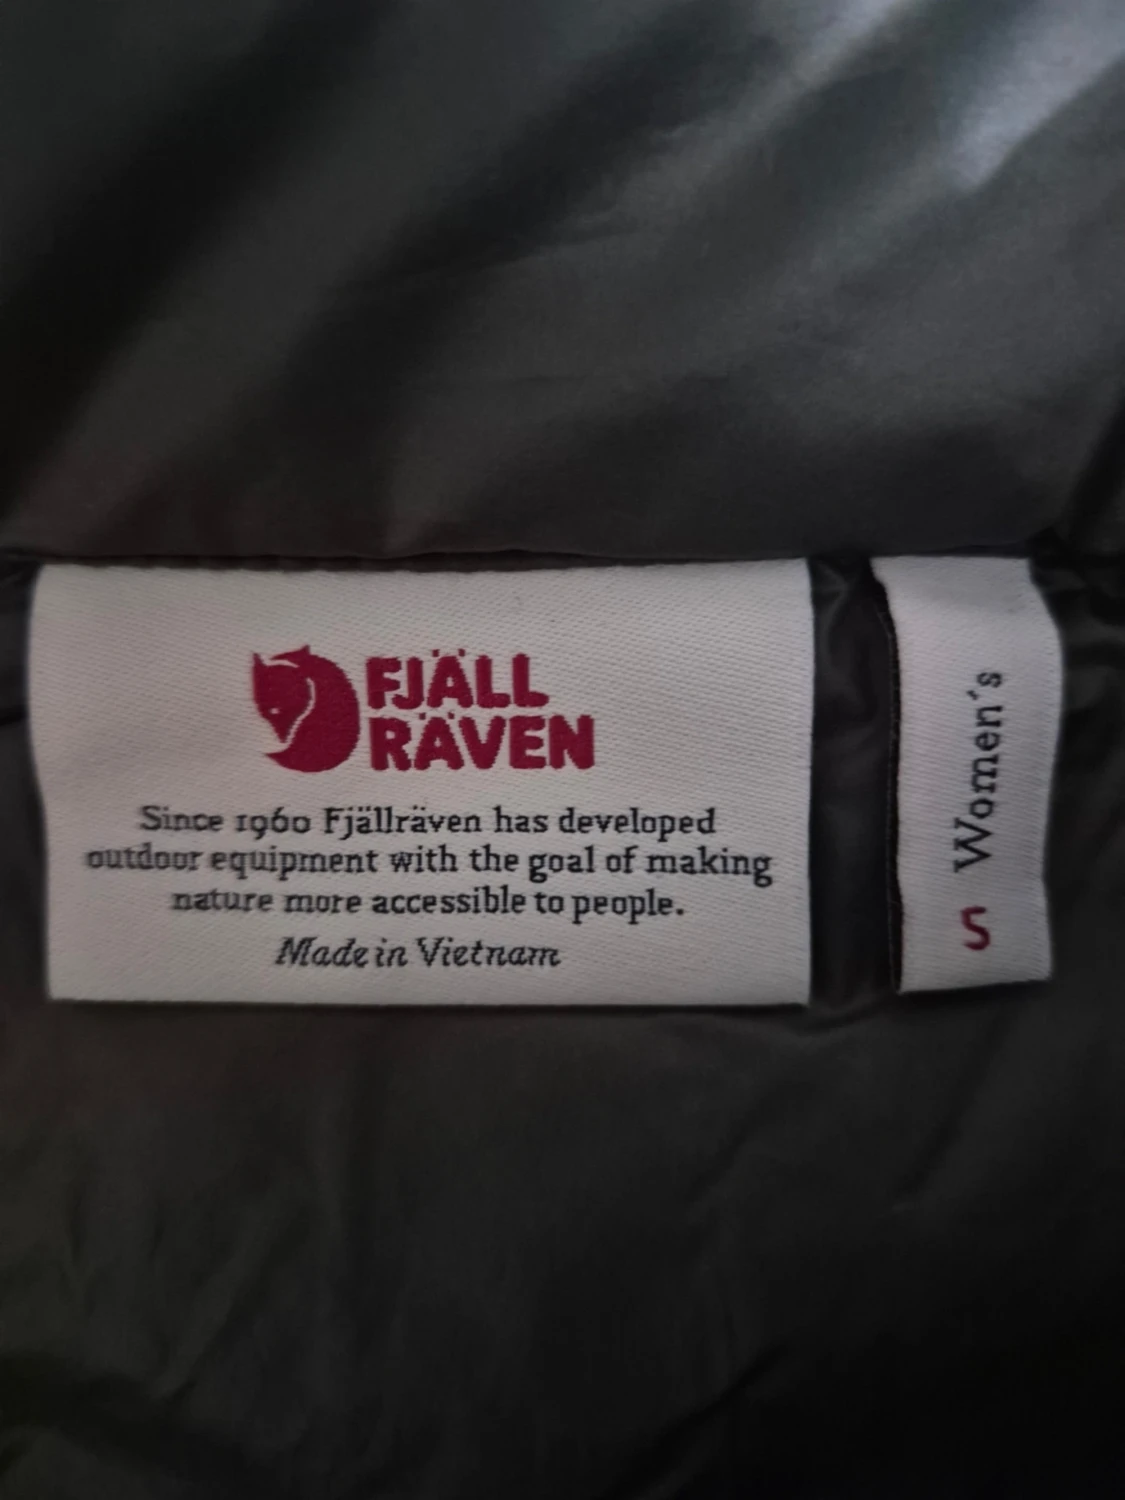 FJÄLL
RÄVEN
Since 1960 Fjällräven has developed
outdoor equipment with the goal of making
nature more accessible to people.
Made in Vietnam
Women´s
S